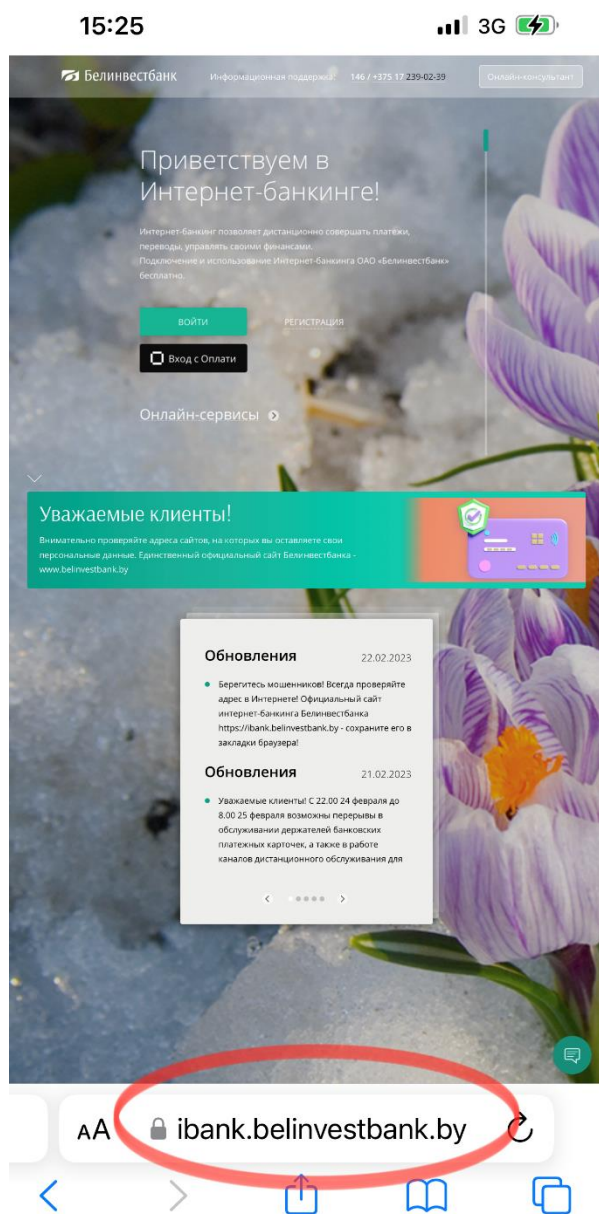 15:25
3G
Белинвестбанк
Информационная поддержка: 146 / +375 17 239-02-39
Онлайн-консультант
Приветствуем в
Интернет-банкинге!
Интернет-банкинг позволяет дистанционно совершать платежи,
переводы, управлять своими финансами.
Подключение и использование Интернет-банкинга ОАО «Белинвестбанк»
бесплатно.
ВОЙТИ
РЕГИСТРАЦИЯ
Вход с Оплати
Онлайн-сервисы
Уважаемые клиенты!
Внимательно проверяйте адреса сайтов, на которых вы оставляете свои
персональные данные. Единственный официальный сайт Белинвестбанка -
www.belinvestbank.by
Обновления 22.02.2023
Берегитесь мошенников! Всегда проверяйте
адрес в Интернете! Официальный сайт
интернет-банкинга Белинвестбанка
https://ibank.belinvestbank.by - сохраните его в
закладки браузера!
Обновления 21.02.2023
Уважаемые клиенты! С 22.00 24 февраля до
8.00 25 февраля возможны перерывы в
обслуживании держателей банковских
платежных карточек, а также в работе
каналов дистанционного обслуживания для
AA ibank.belinvestbank.by